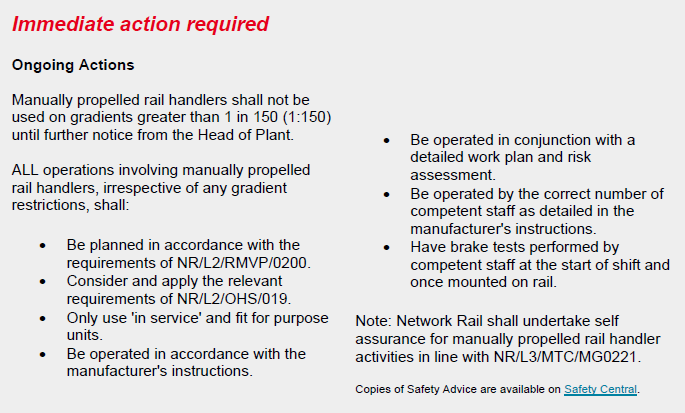 Immediate action required
Ongoing Actions
Manually propelled rail handlers shall not be
used on gradients greater than 1 in 150 (1:150)
until further notice from the Head of Plant.
ALL operations involving manually propelled
rail handlers, irrespective of any gradient
restrictions, shall:
• Be planned in accordance with the
requirements of NR/L2/RMVP/0200.
• Consider and apply the relevant
requirements of NR/L2/OHS/019.
• Only use 'in service' and fit for purpose
units.
• Be operated in accordance with the
manufacturer's instructions.
• Be operated in conjunction with a
detailed work plan and risk
assessment.
• Be operated by the correct number of
competent staff as detailed in the
manufacturer's instructions.
• Have brake tests performed by
competent staff at the start of shift and
once mounted on rail.
Note: Network Rail shall undertake self
assurance for manually propelled rail handler
activities in line with NR/L3/MTC/MG0221.
Copies of Safety Advice are available on Safety Central.